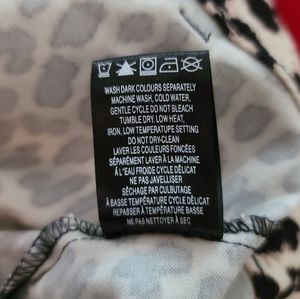 WASH DARK COLOURS SEPARATELY
MACHINE WASH, COLD WATER,
GENTLE CYCLE DO NOT BLEACH
TUMBLE DRY, LOW HEAT,
IRON, LOW TEMPERATURE SETTING
DO NOT DRY-CLEAN
LAVER LES COULEURS FONCÉES
SÉPARÉMENT LAVER À LA MACHINE
À L'EAU FROIDE CYCLE DÉLICAT
NE PAS JAVELLISER
SÉCHAGE PAR CULBUTAGE
À BASSE TEMPÉRATURE CYCLE DÉLICAT
REPASSER À TEMPÉRATURE BASSE
NE PAS NETTOYER À SEC